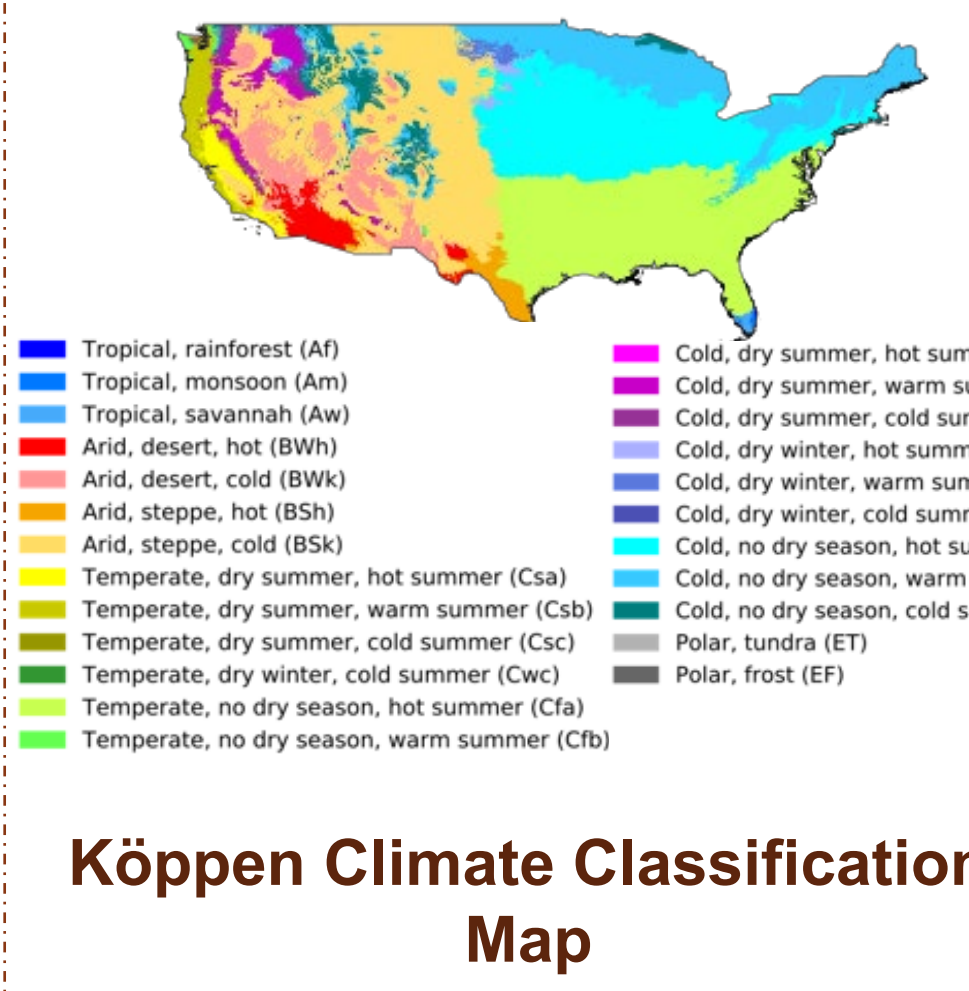 Tropical, rainforest (Af)
Tropical, monsoon (Am)
Tropical, savannah (Aw)
Arid, desert, hot (BWh)
Arid, desert, cold (BWk)
Arid, steppe, hot (BSh)
Arid, steppe, cold (BSk)
Temperate, dry summer, hot summer (Csa)
Temperate, dry summer, warm summer (Csb)
Temperate, dry summer, cold summer (Csc)
Temperate, dry winter, cold summer (Cwc)
Temperate, no dry season, hot summer (Cfa)
Temperate, no dry season, warm summer (Cfb)
Cold, dry summer, hot
Cold, dry summer, warm
Cold, dry summer, cold
Cold, dry winter, hot
Cold, dry winter, warm
Cold, dry winter, cold
Cold, no dry season, hot
Cold, no dry season, warm
Cold, no dry season, cold
Polar, tundra (ET)
Polar, frost (EF)
Köppen Climate Classification
Map